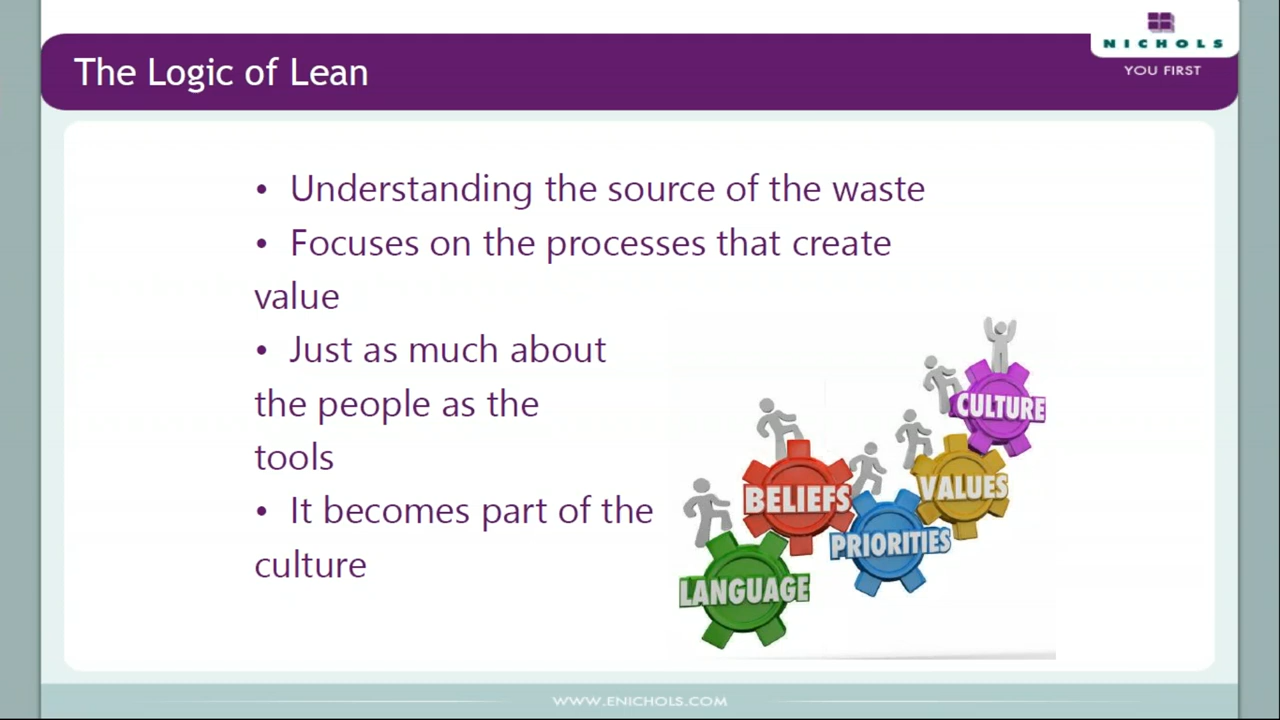 NICHOLS
YOU FIRST
The Logic of Lean
• Understanding the source of the waste
• Focuses on the processes that create
value
• Just as much about
the people as the
tools
• It becomes part of the
culture
CULTURE
BELIEFS
VALUES
PRIORITIES
LANGUAGE
WWW.ENICHOLS.COM